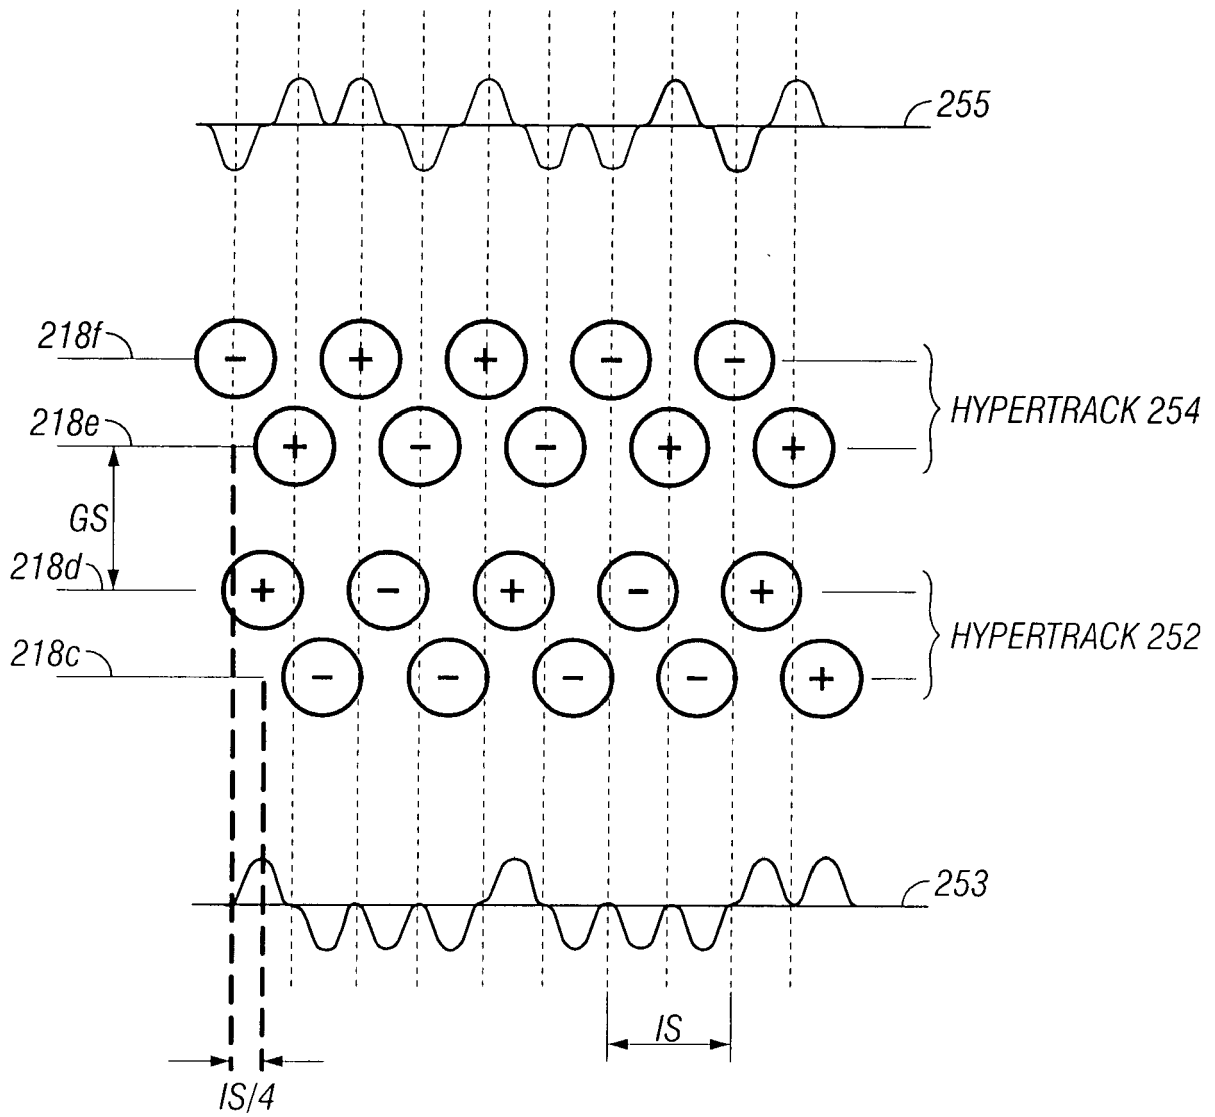 255
218f
- + + - -
HYPERTRACK 254
218e
+ - - + +
GS
218d
+ - + - +
HYPERTRACK 252
218c
- - - - +
253
IS
IS/4